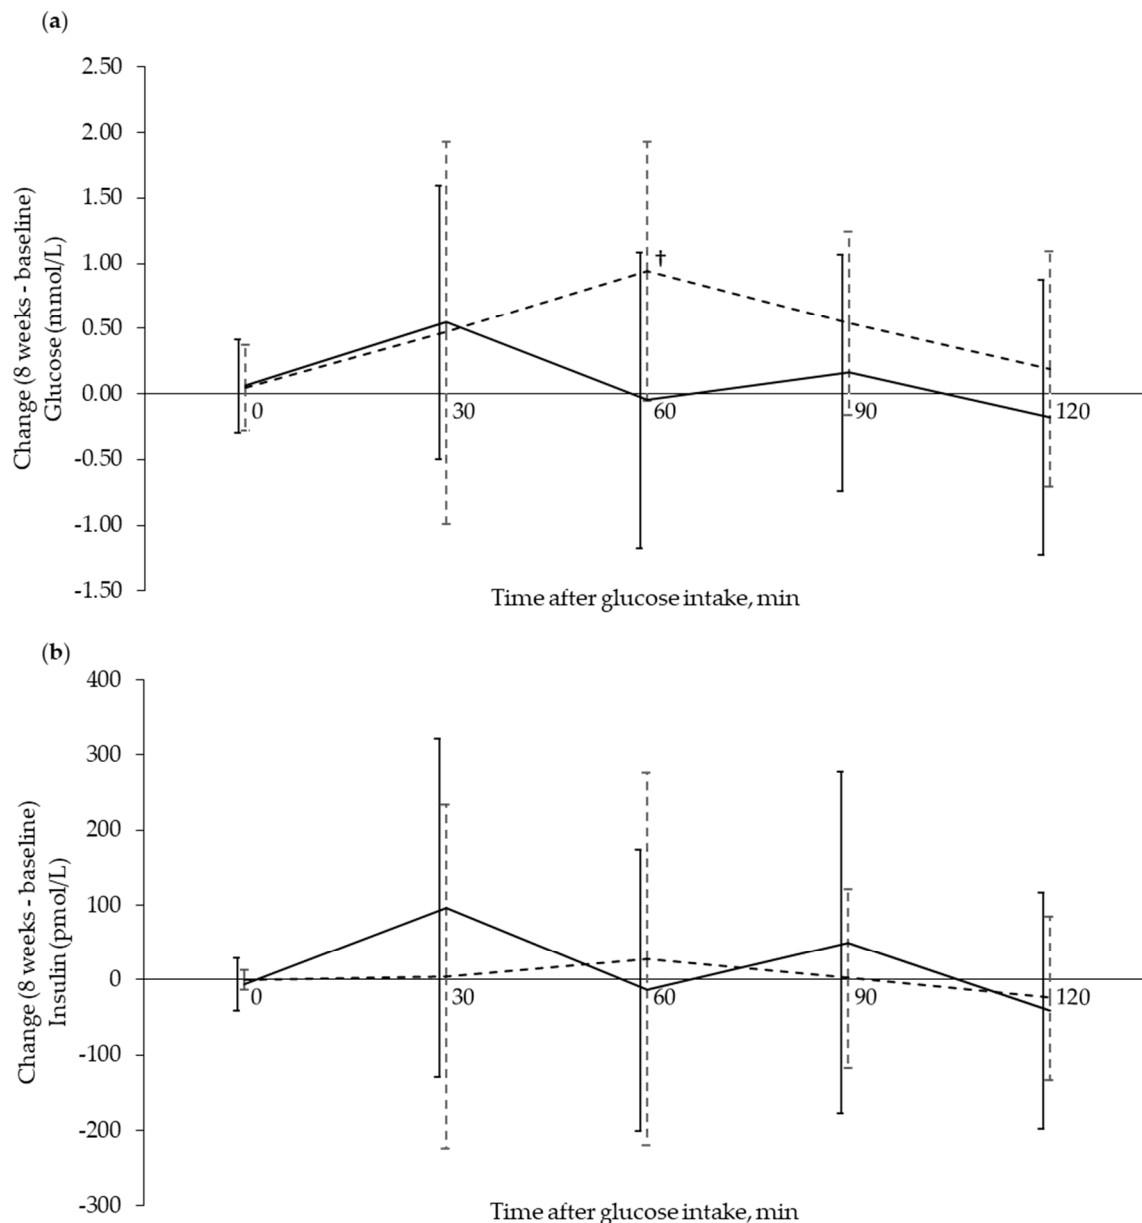 (a)
2.50
2.00
1.50
1.00
0.50
0.00
-0.50
-1.00
-1.50
Change (8 weeks - baseline)
Glucose (mmol/L)
†
0 30 60 90 120
Time after glucose intake, min
(b)
400
300
200
100
0
-100
-200
-300
Change (8 weeks - baseline)
Insulin (pmol/L)
0 30 60 90 120
Time after glucose intake, min